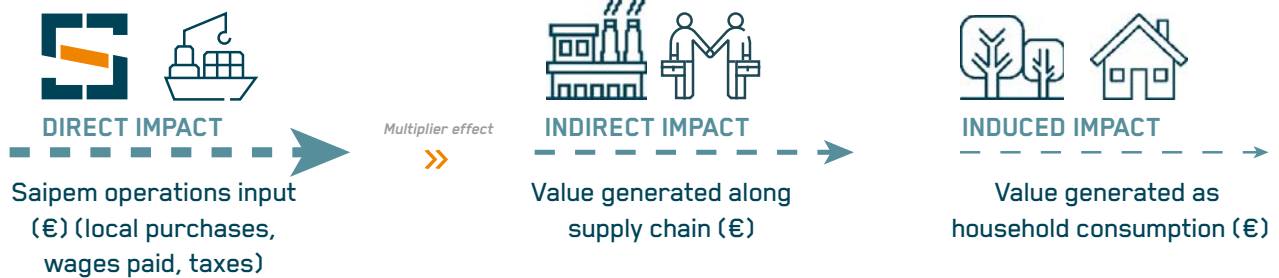 DIRECT IMPACT
Saipem operations input
(€) (local purchases,
wages paid, taxes)
Multiplier effect
INDIRECT IMPACT
Value generated along
supply chain (€)
INDUCED IMPACT
Value generated as
household consumption (€)